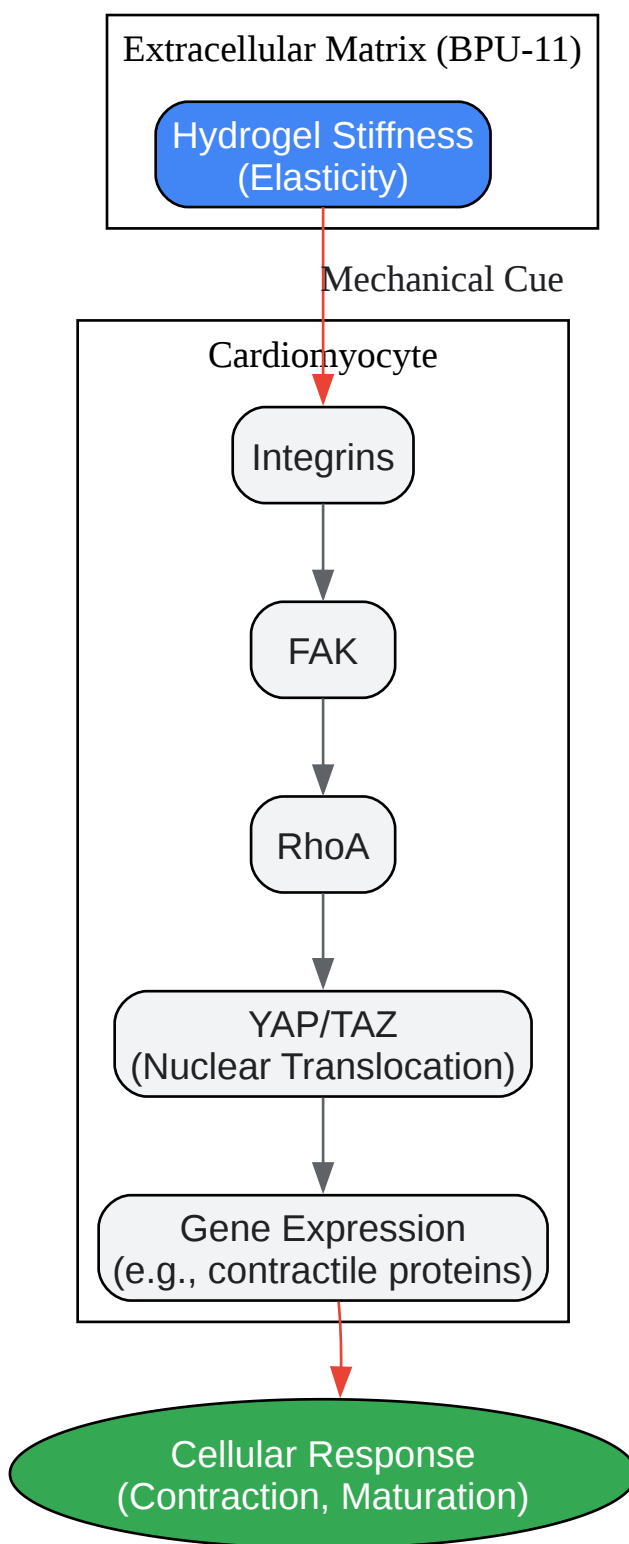 Extracellular Matrix (BPU-11)
Hydrogel Stiffness
(Elasticity)
Mechanical Cue
Cardiomyocyte
Integrins
FAK
RhoA
YAP/TAZ
(Nuclear Translocation)
Gene Expression
(e.g., contractile proteins)
Cellular Response
(Contraction, Maturation)